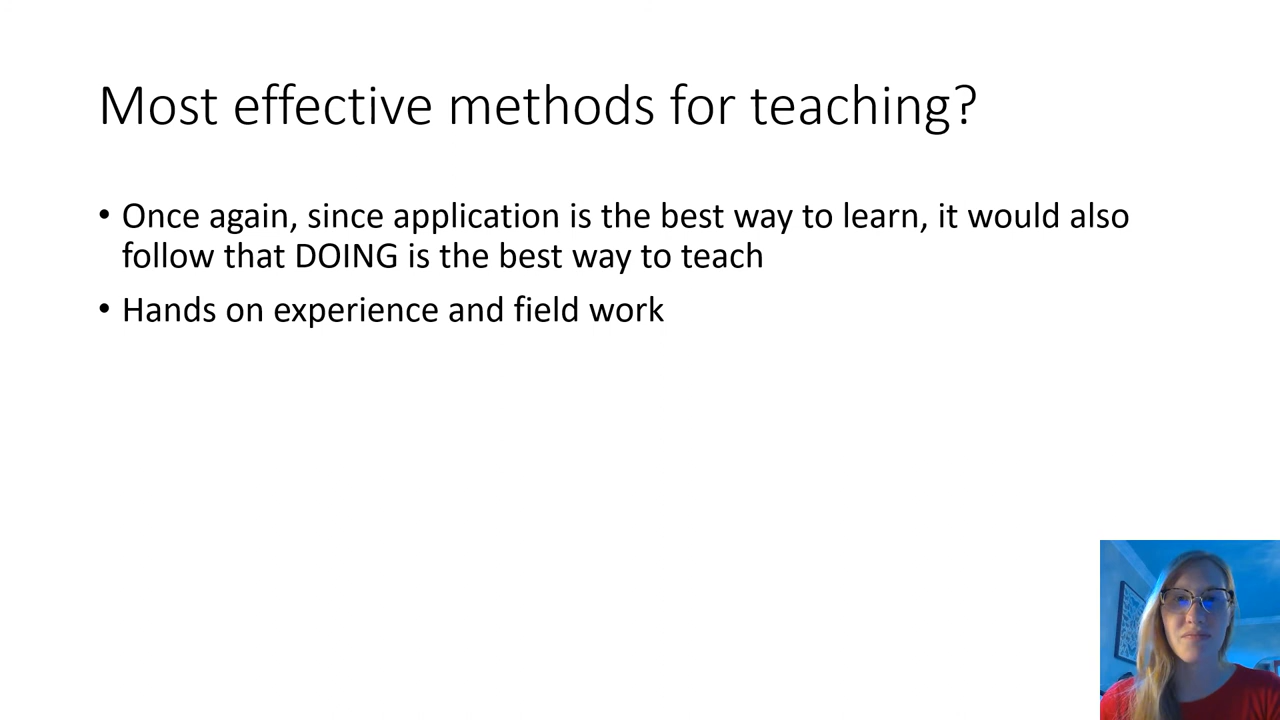 Most effective methods for teaching?
• Once again, since application is the best way to learn, it would also
follow that DOING is the best way to teach
• Hands on experience and field work